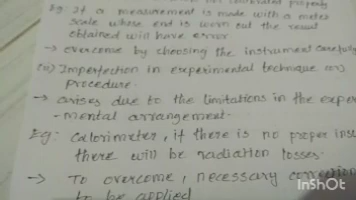 Eg: If a measurement is made with a meter
scale whose end is worn out the result
obtained will have error
→ overcome by choosing the instrument carefully
(iii) Imperfection in experimental technique (or)
procedure.
→ arises due to the limitations in the exper
-mental arrangement.
Eg: calorimeter, if there is no proper ins
there will be radiation losses.
→ To overcome, necessary correction
to be applied
InShOt